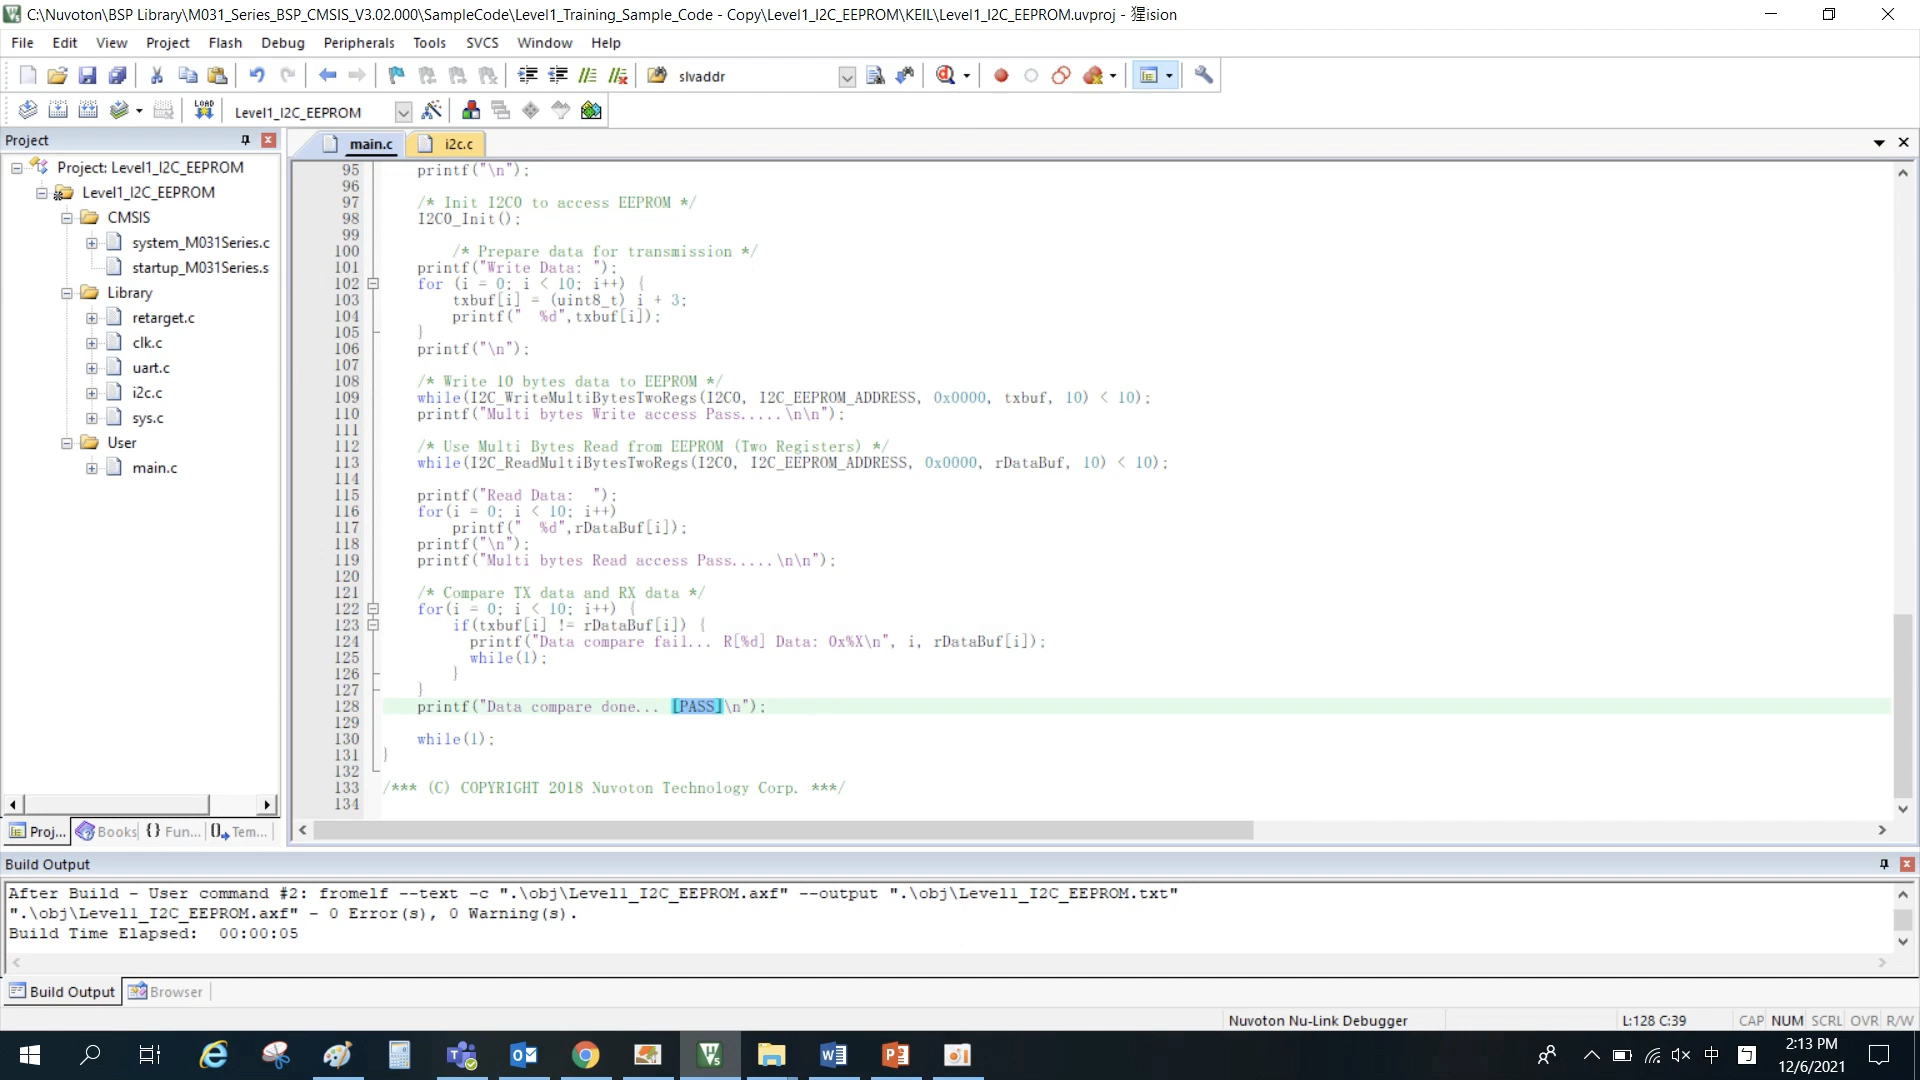 C:\Nuvoton\BSP Library\M031_Series_BSP_CMSIS_V3.02.000\SampleCode\Level1_Training_Sample_Code - Copy\Level1_I2C_EEPROM\KEIL\Level1_I2C_EEPROM.uvproj - 猩ision
File Edit View Project Flash Debug Peripherals Tools SVCS Window Help
slvaddr
LOAD Level1_I2C_EEPROM
Project
Project: Level1_I2C_EEPROM
Level1_I2C_EEPROM
CMSIS
system_M031Series.c
startup_M031Series.s
Library
retarget.c
clk.c
uart.c
i2c.c
sys.c
User
main.c
Proj... Books {} Fun... Tem...
main.c i2c.c
95 printf("\n");
96
97 /* Init I2C0 to access EEPROM */
98 I2C0_Init();
99
100 /* Prepare data for transmission */
101 printf("Write Data: ");
102 for (i = 0; i < 10; i++) {
103 txbuf[i] = (uint8_t) i + 3;
104 printf("  %d",txbuf[i]);
105 }
106 printf("\n");
107
108 /* Write 10 bytes data to EEPROM */
109 while(I2C_WriteMultiBytesTwoRegs(I2C0, I2C_EEPROM_ADDRESS, 0x0000, txbuf, 10) < 10);
110 printf("Multi bytes Write access Pass.....\n\n");
111
112 /* Use Multi Bytes Read from EEPROM (Two Registers) */
113 while(I2C_ReadMultiBytesTwoRegs(I2C0, I2C_EEPROM_ADDRESS, 0x0000, rDataBuf, 10) < 10);
114
115 printf("Read Data:  ");
116 for(i = 0; i < 10; i++)
117 printf("  %d",rDataBuf[i]);
118 printf("\n");
119 printf("Multi bytes Read access Pass.....\n\n");
120
121 /* Compare TX data and RX data */
122 for(i = 0; i < 10; i++) {
123 if(txbuf[i] != rDataBuf[i]) {
124 printf("Data compare fail... R[%d] Data: 0x%X\n", i, rDataBuf[i]);
125 while(1);
126 }
127 }
128 printf("Data compare done... [PASS]\n");
129
130 while(1);
131 }
132
133 /*** (C) COPYRIGHT 2018 Nuvoton Technology Corp. ***/
134
Build Output
After Build - User command #2: fromelf --text -c ".\obj\Level1_I2C_EEPROM.axf" --output ".\obj\Level1_I2C_EEPROM.txt"
".\obj\Level1_I2C_EEPROM.axf" - 0 Error(s), 0 Warning(s).
Build Time Elapsed:  00:00:05
Build Output Browser
Nuvoton Nu-Link Debugger L:128 C:39 CAP NUM SCRL OVR R/W
中 2:13 PM
12/6/2021